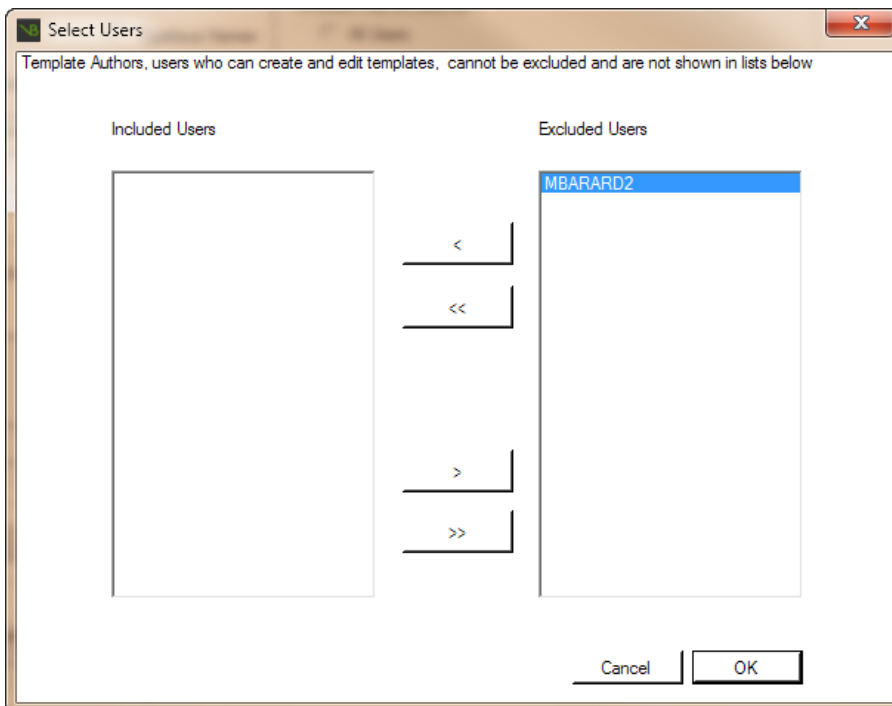 Select Users
Template Authors, users who can create and edit templates, cannot be excluded and are not shown in lists below
Included Users
Excluded Users
MBARARD2
<
<<
>
>>
Cancel
OK